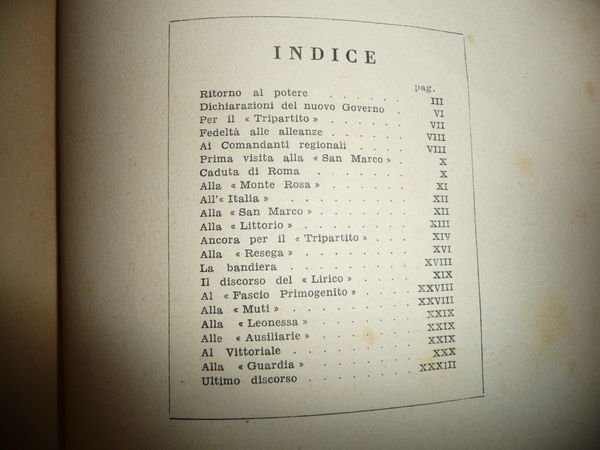 INDICE
pag.
Ritorno al potere . . . . . . III
Dichiarazioni del nuovo Governo . . VI
Per il « Tripartito » . . . . . VII
Fedeltà alle alleanze . . . . . . VIII
Ai Comandanti regionali . . . . VIII
Prima visita alla « San Marco » . X
Caduta di Roma . . . . . . X
Alla « Monte Rosa » . . . . . XI
All'« Italia » . . . . . . . . XII
Alla « San Marco » . . . . . . XII
Alla « Littorio » . . . . . . . XIII
Ancora per il « Tripartito » . . . XIV
Alla « Resega » . . . . . . . XVI
La bandiera . . . . . . . . XVIII
Il discorso del « Lirico » . . . . XIX
Al « Fascio Primogenito » . . . . XXVIII
Alla « Muti » . . . . . . . XXVIII
Alla « Leonessa » . . . . . . XXIX
Alle « Ausiliarie » . . . . . . XXIX
Al Vittoriale . . . . . . . . XXIX
Alla « Guardia » . . . . . . XXX
Ultimo discorso . . . . . . . XXXIII